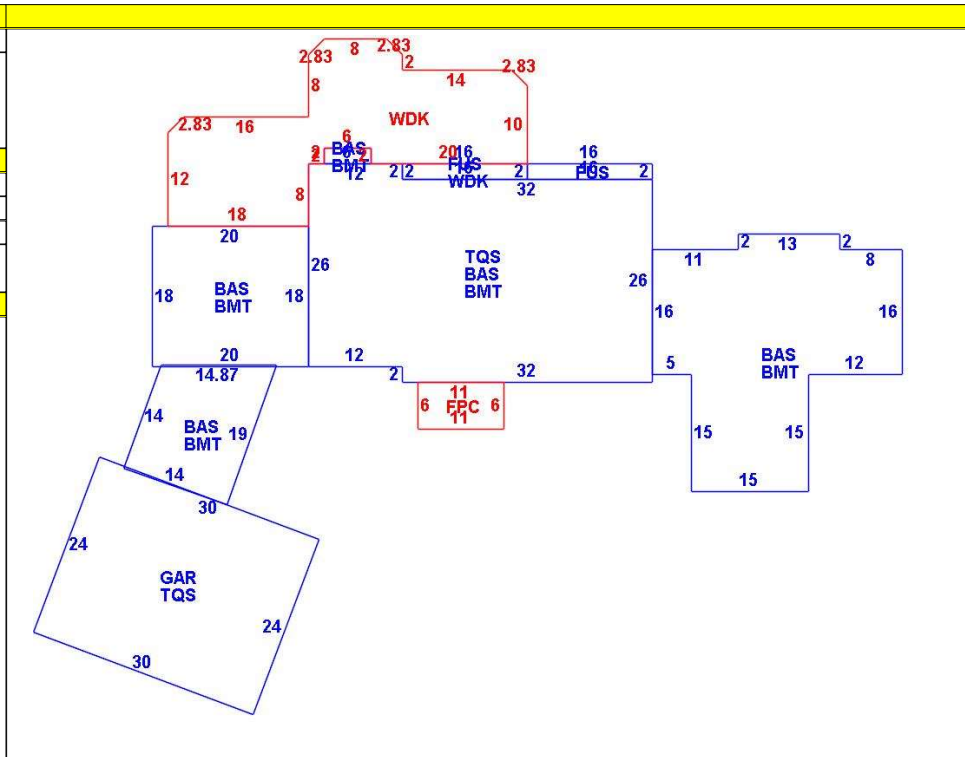 2.83 8 2.83
2
2.83
14
8
2.83 16
WDK
10
6
2 BAS 2
BMT
12
20
16
16
2 2 FUS 2
WDK
16
FUS 2
12
8
32
18
20
26
18 BAS 18
BMT
TQS
BAS
BMT
26
2 13 2
11
8
16
16
20
14.87
12
2
32
5
BAS
BMT
12
14
BAS
BMT
19
14
11
6 FPC 6
11
15
15
15
30
24
GAR
TQS
24
30